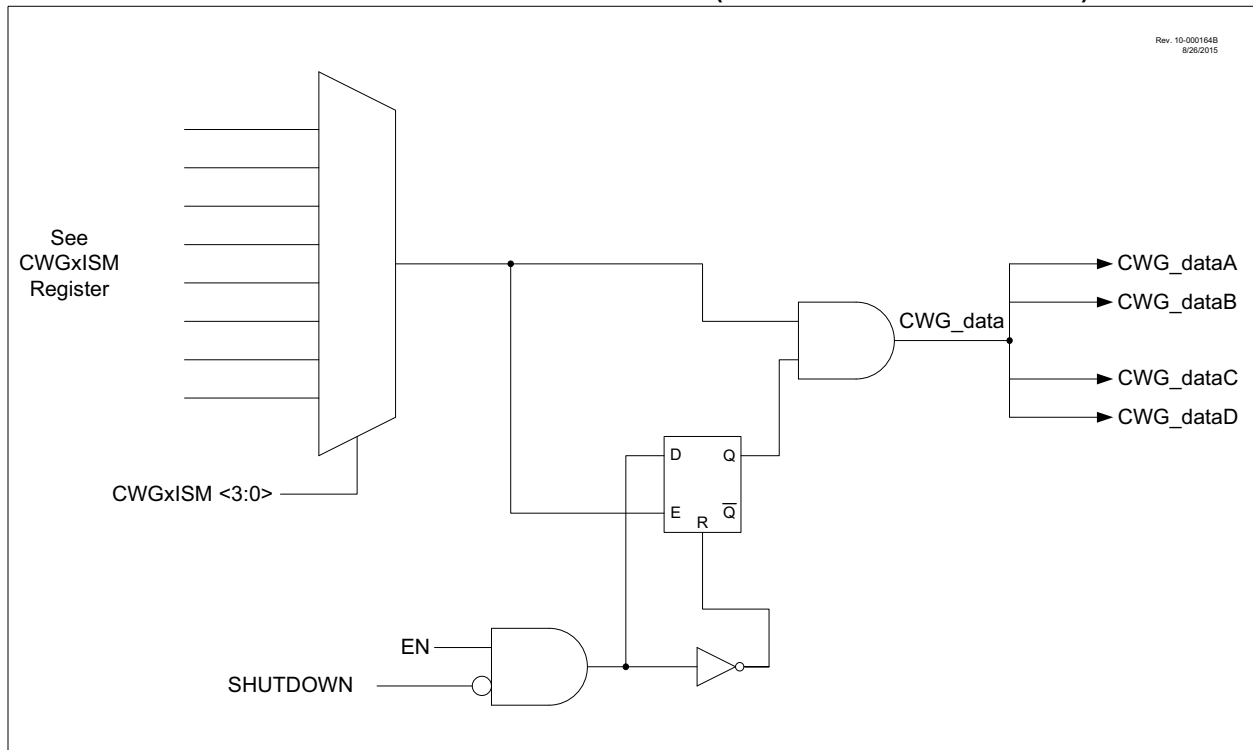 Rev. 10-000164B
8/26/2015
See
CWGxISM
Register
CWGxISM <3:0>
CWG_data
CWG_dataA
CWG_dataB
CWG_dataC
CWG_dataD
D
Q
E
Q
R
EN
SHUTDOWN